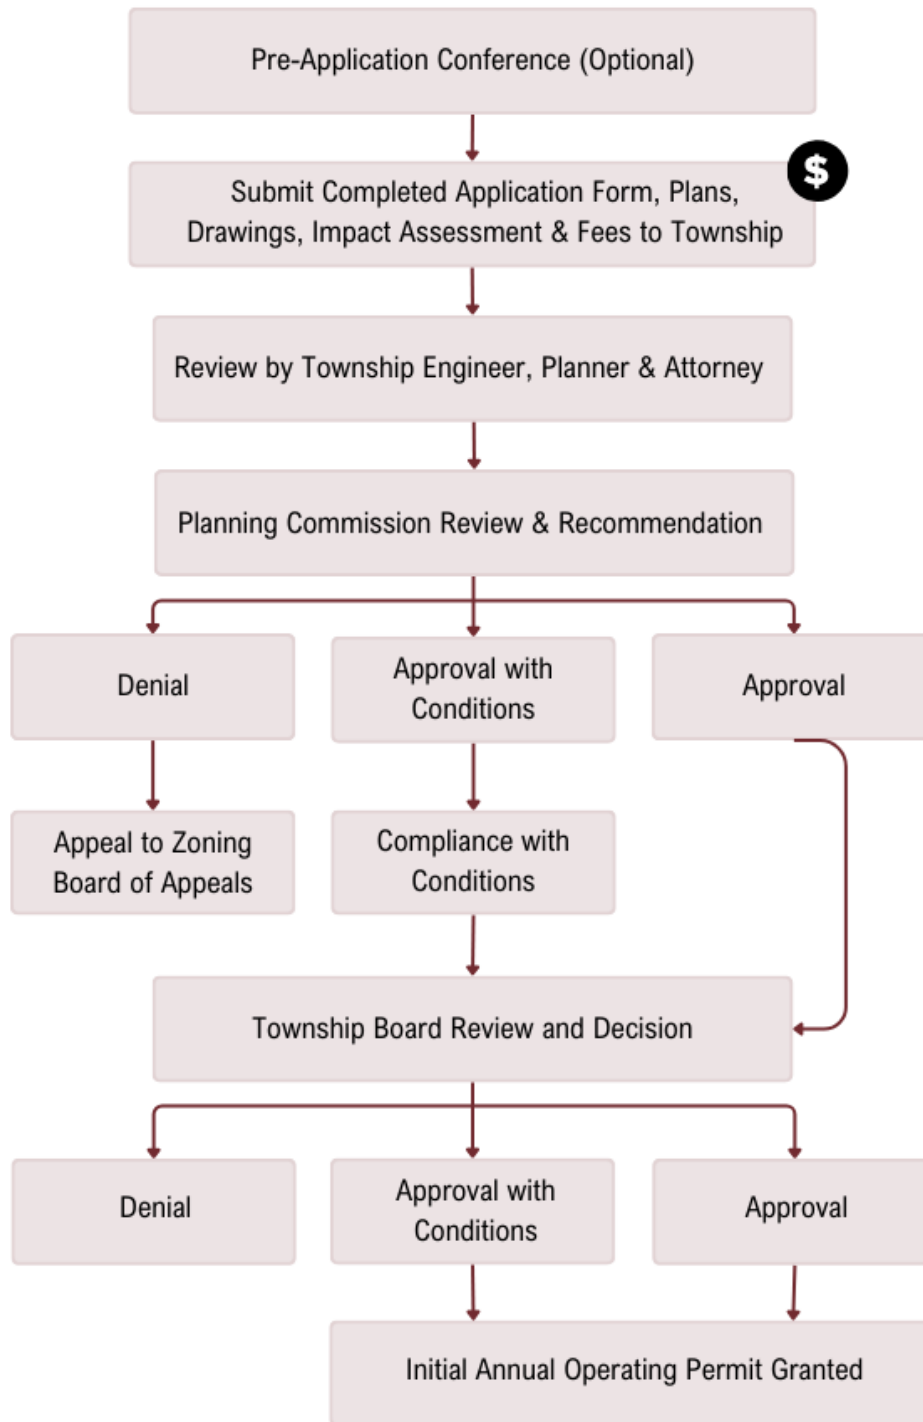 Pre-Application Conference (Optional)
$
Submit Completed Application Form, Plans,
Drawings, Impact Assessment & Fees to Township
Review by Township Engineer, Planner & Attorney
Planning Commission Review & Recommendation
Denial
Approval with
Conditions
Approval
Appeal to Zoning
Board of Appeals
Compliance with
Conditions
Township Board Review and Decision
Denial
Approval with
Conditions
Approval
Initial Annual Operating Permit Granted